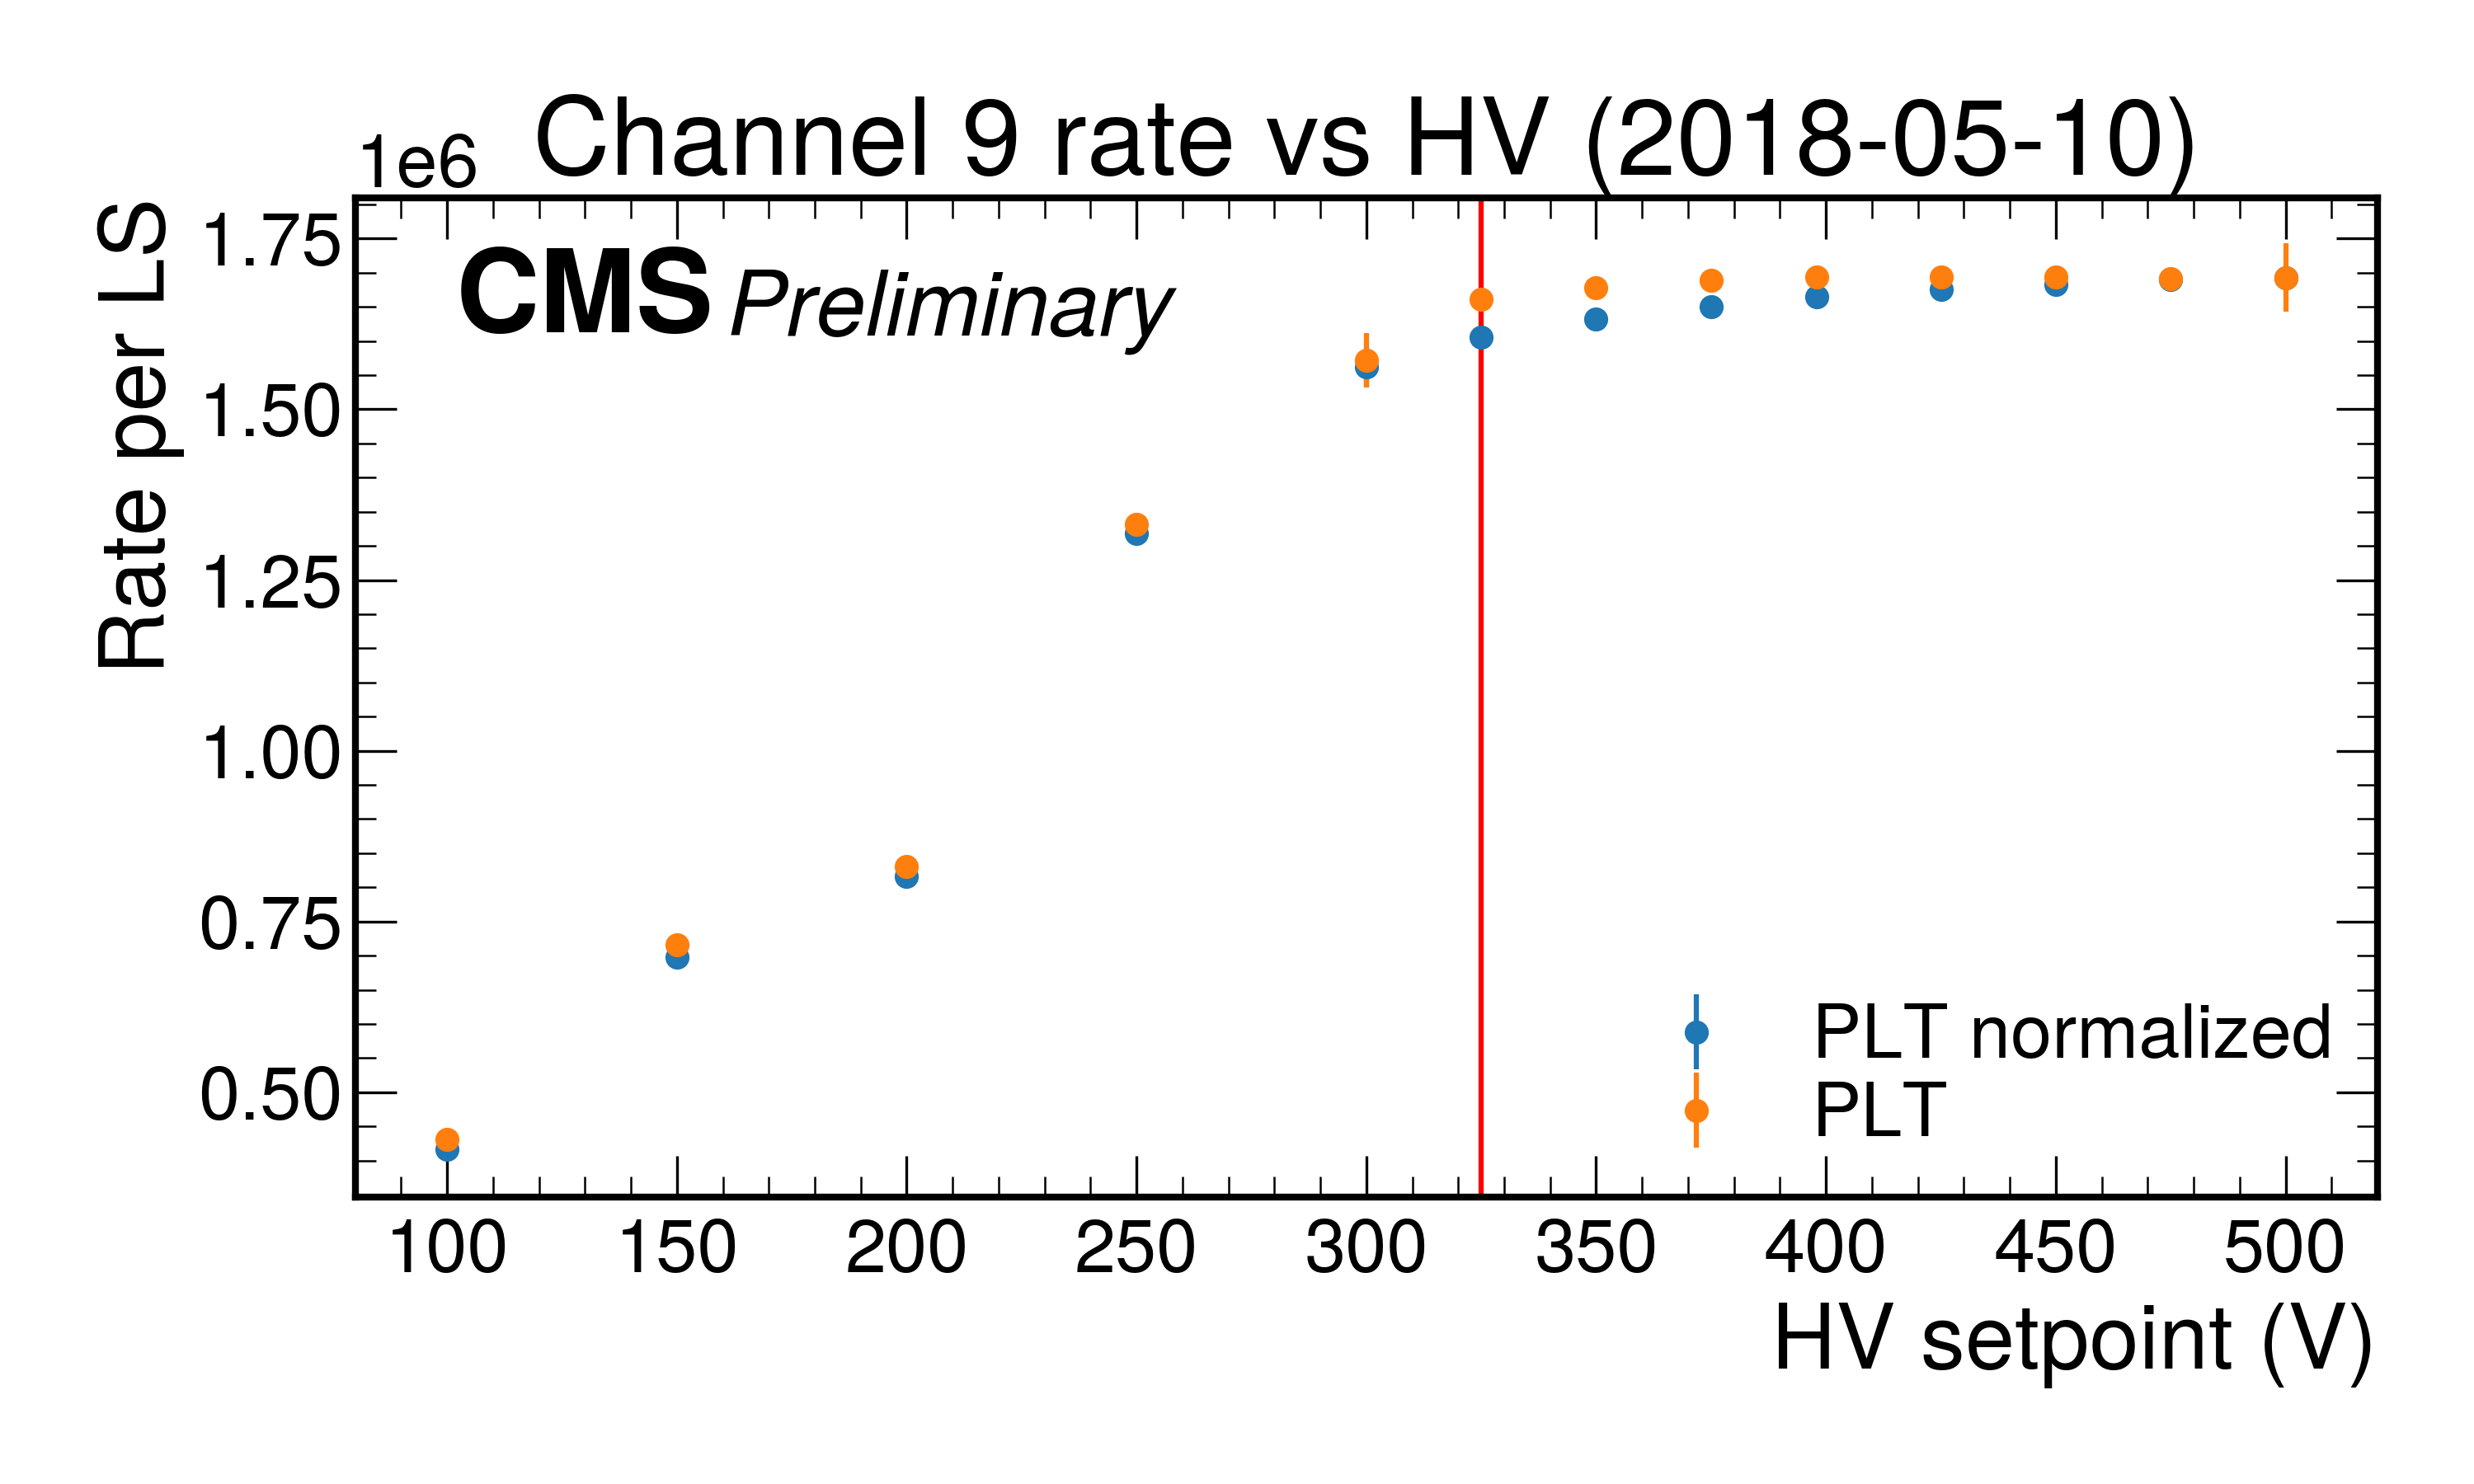 Channel 9 rate vs HV (2018-05-10)
1e6
CMS Preliminary
Rate per LS
1.75
1.50
1.25
1.00
0.75
0.50
PLT normalized
PLT
100 150 200 250 300 350 400 450 500
HV setpoint (V)